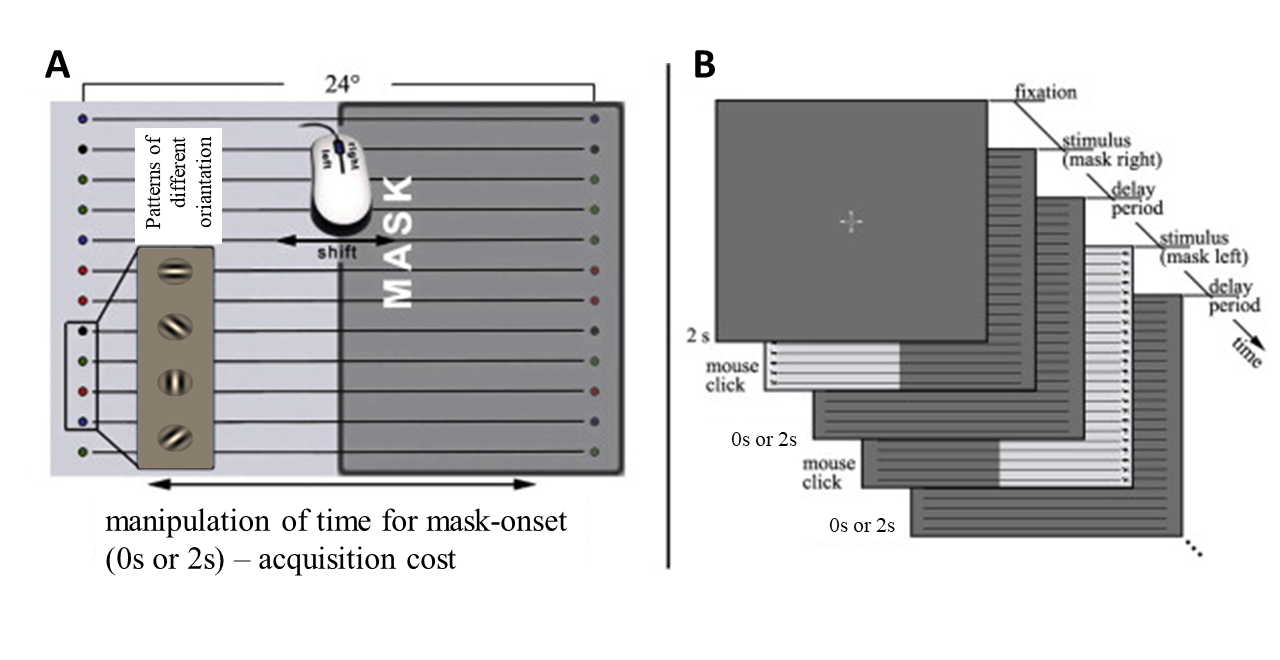 A
24°
Patterns of
different
oriantation
left
right
shift
MASK
manipulation of time for mask-onset
(0s or 2s) – acquisition cost
B
fixation
stimulus
(mask right)
delay
period
stimulus
(mask left)
delay
period
time
2 s
mouse
click
0s or 2s
mouse
click
0s or 2s